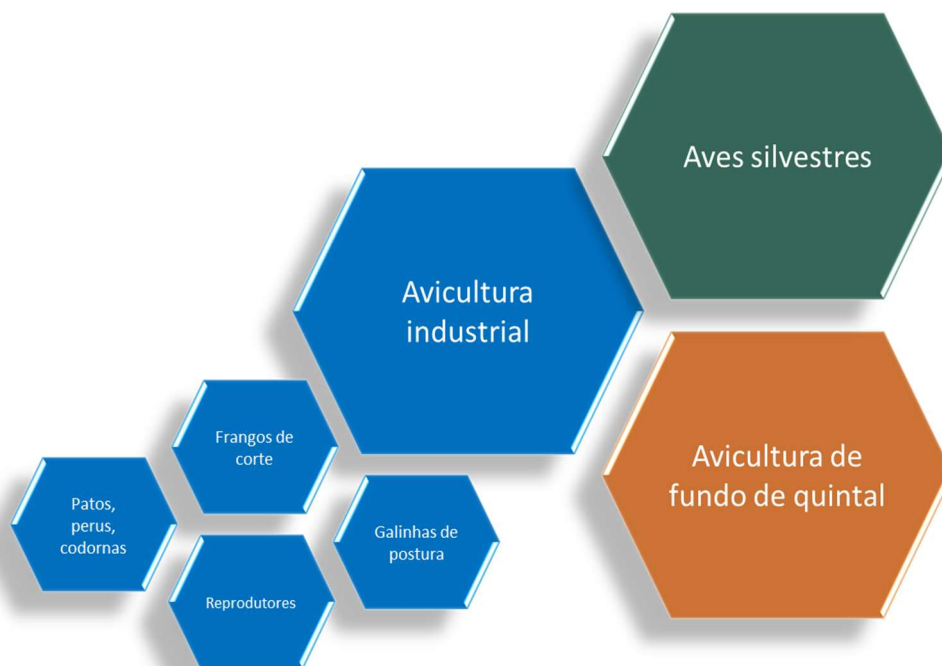 Aves silvestres
Avicultura
industrial
Avicultura de
fundo de quintal
Frangos de
corte
Patos,
perus,
codornas
Galinhas de
postura
Reprodutores